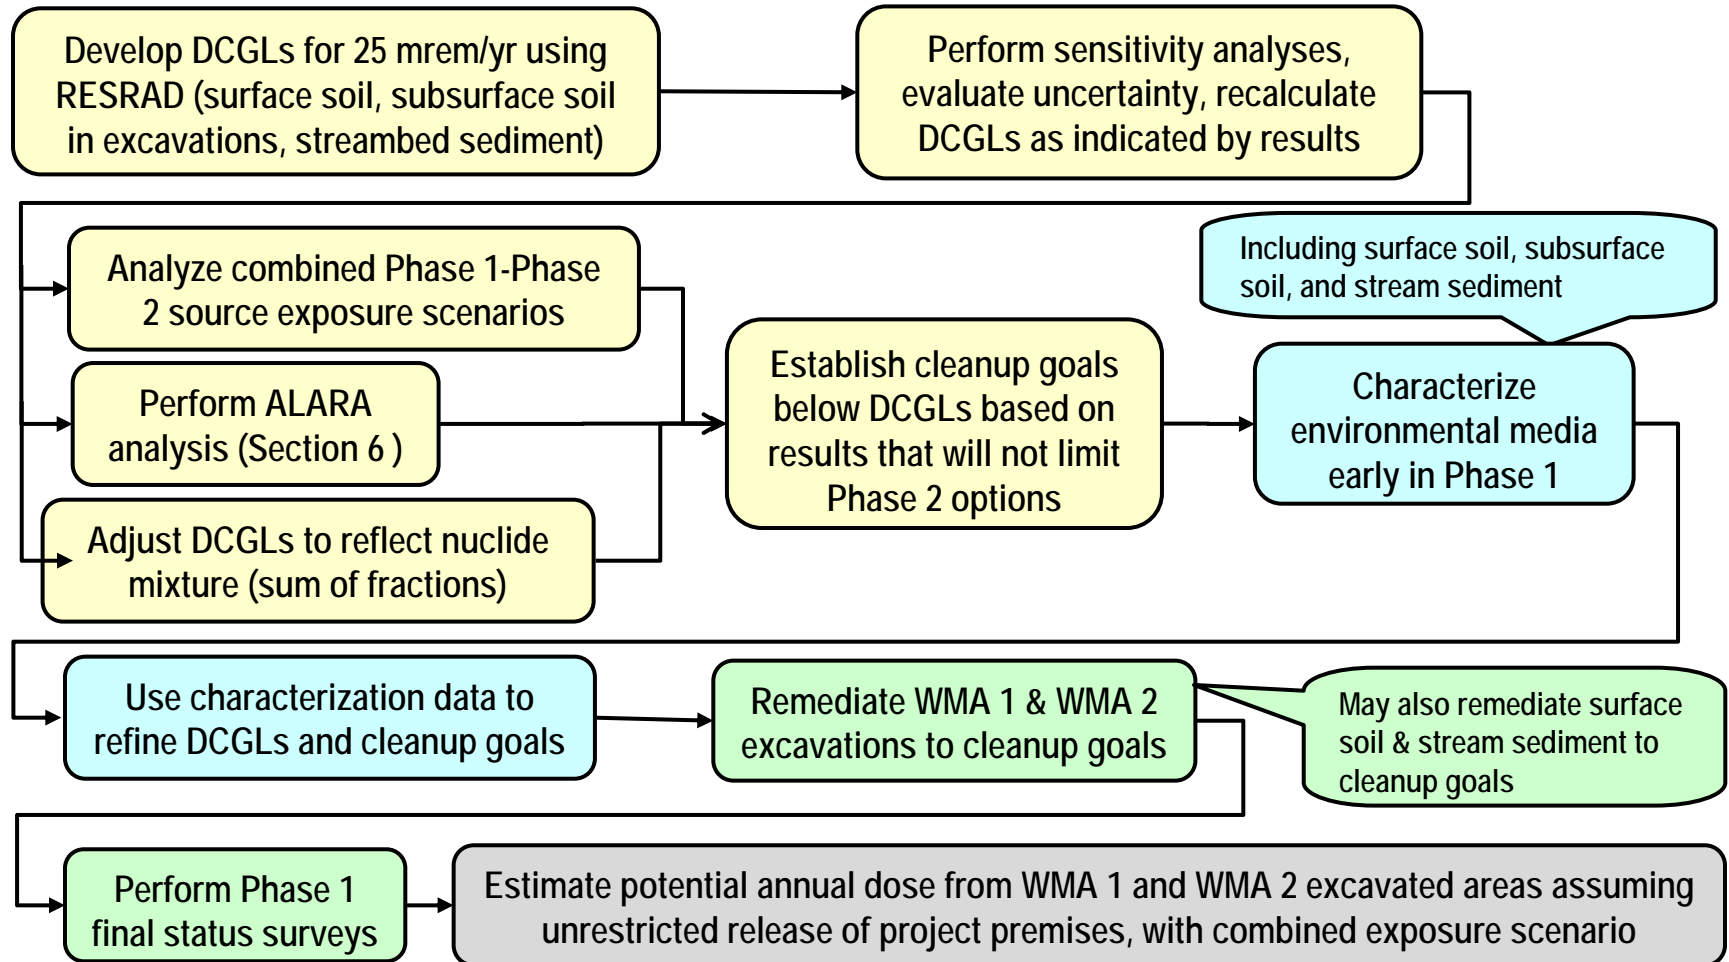 Develop DCGLs for 25 mrem/yr using
RESRAD (surface soil, subsurface soil
in excavations, streambed sediment)
Perform sensitivity analyses,
evaluate uncertainty, recalculate
DCGLs as indicated by results
Analyze combined Phase 1-Phase
2 source exposure scenarios
Perform ALARA
analysis (Section 6 )
Adjust DCGLs to reflect nuclide
mixture (sum of fractions)
Establish cleanup goals
below DCGLs based on
results that will not limit
Phase 2 options
Including surface soil, subsurface
soil, and stream sediment
Characterize
environmental media
early in Phase 1
Use characterization data to
refine DCGLs and cleanup goals
Remediate WMA 1 & WMA 2
excavations to cleanup goals
May also remediate surface
soil & stream sediment to
cleanup goals
Perform Phase 1
final status surveys
Estimate potential annual dose from WMA 1 and WMA 2 excavated areas assuming
unrestricted release of project premises, with combined exposure scenario